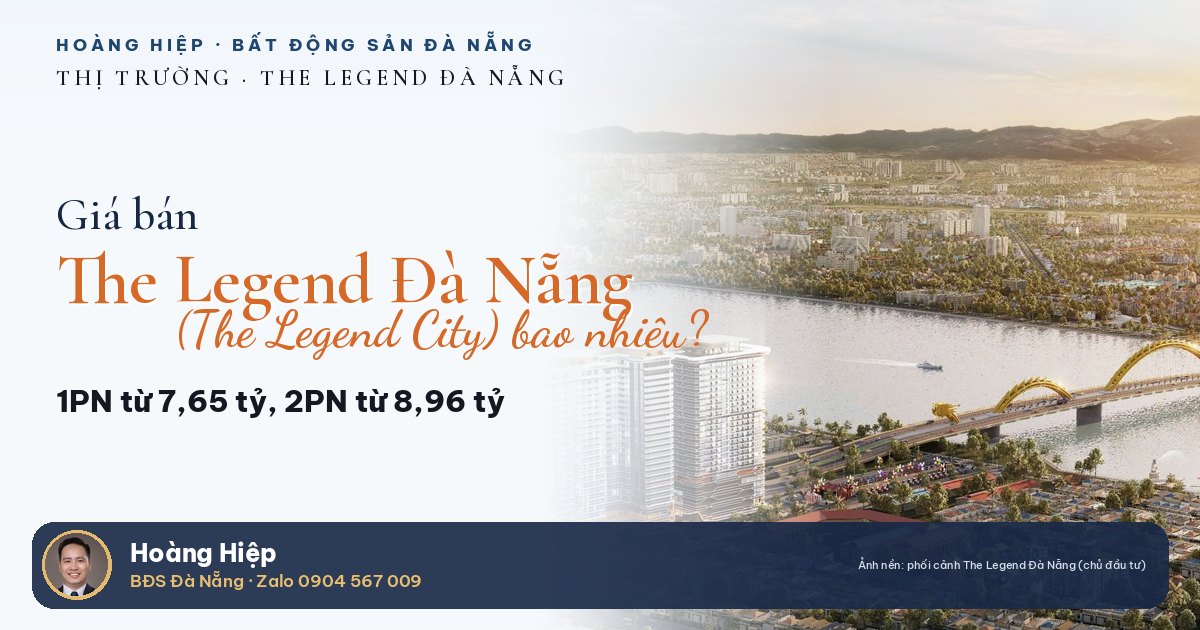 HOÀNG HIỆP · BẤT ĐỘNG SẢN ĐÀ NẴNG
THỊ TRƯỜNG · THE LEGEND ĐÀ NẴNG
Giá bán
The Legend Đà Nẵng
(The Legend City) bao nhiêu?
1PN từ 7,65 tỷ, 2PN từ 8,96 tỷ
Hoàng Hiệp
BĐS Đà Nẵng · Zalo 0904 567 009
Ảnh nền: phối cảnh The Legend Đà Nẵng (chủ đầu tư)